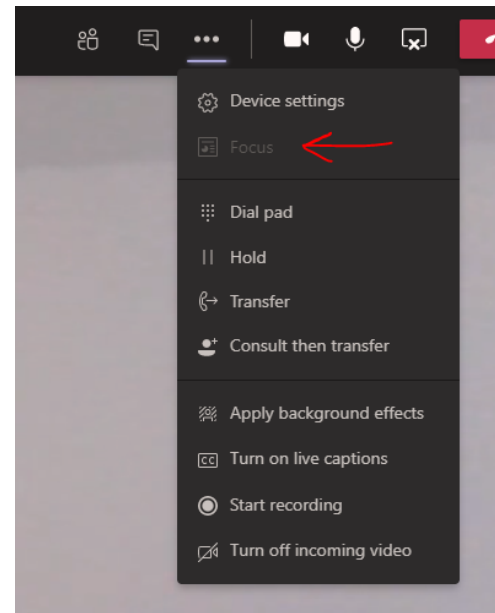 Device settings
Focus
Dial pad
Hold
Transfer
Consult then transfer
Apply background effects
CC Turn on live captions
Start recording
Turn off incoming video